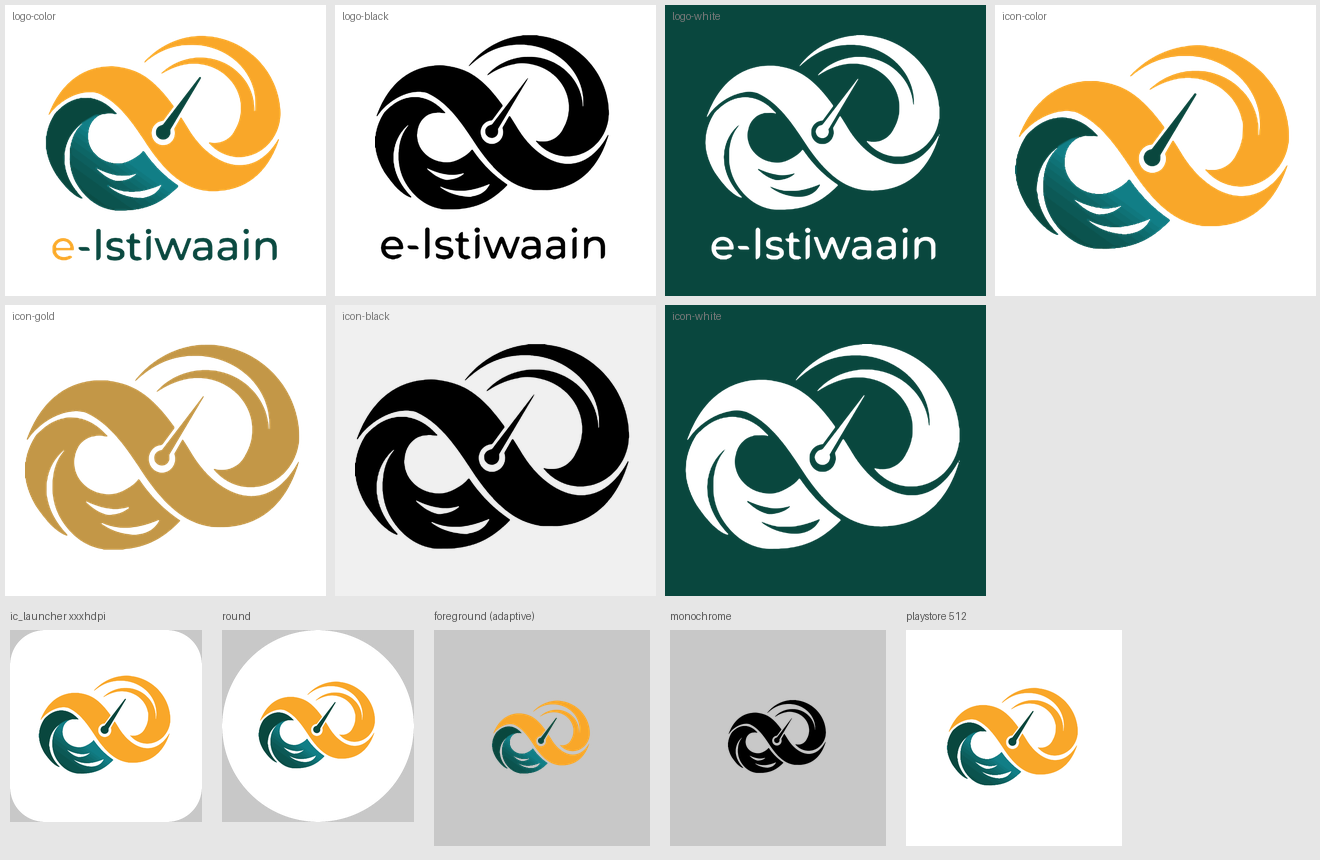 logo-color
logo-black
logo-white
icon-color
e-Istiwaain
e-Istiwaain
e-Istiwaain
icon-gold
icon-black
icon-white
ic_launcher xxxhdpi
round
foreground (adaptive)
monochrome
playstore 512